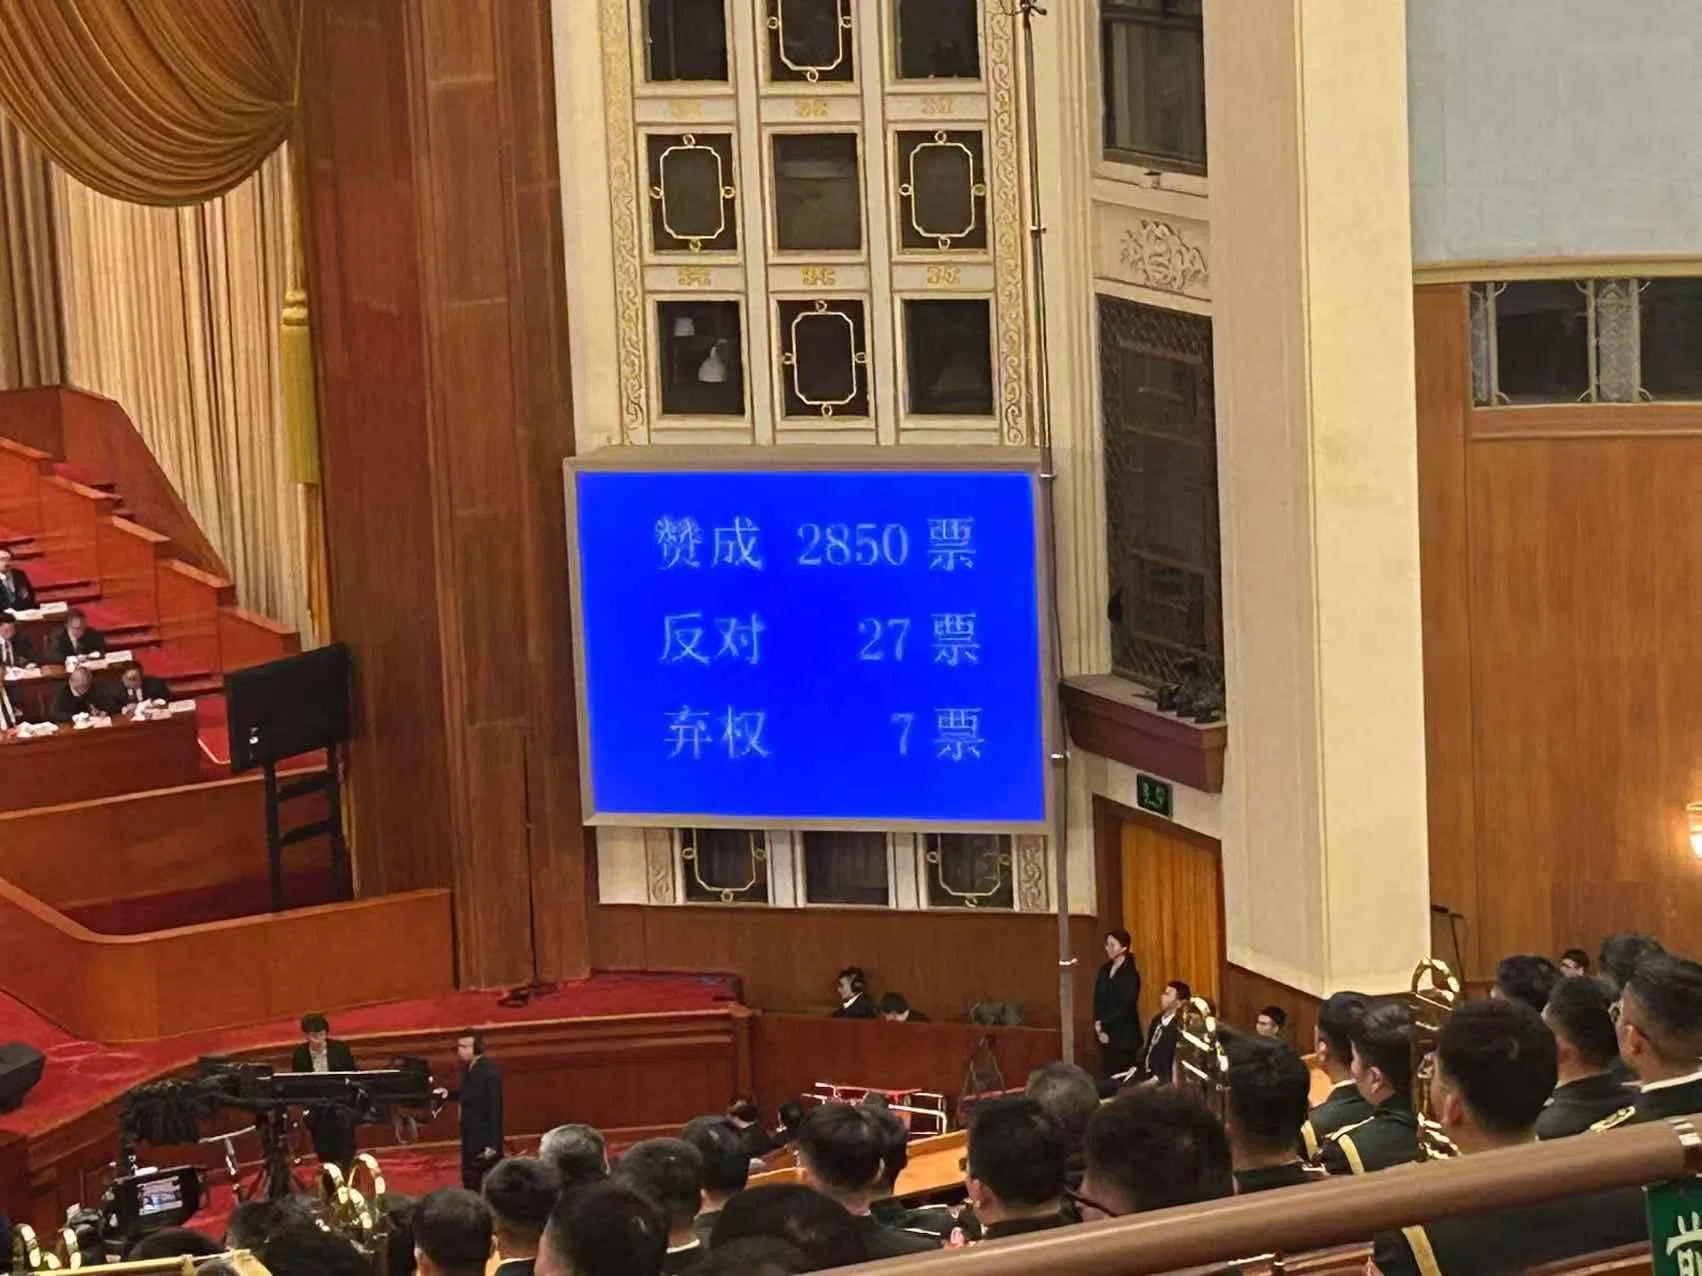 赞成 2850 票
反对 27 票
弃权 7 票